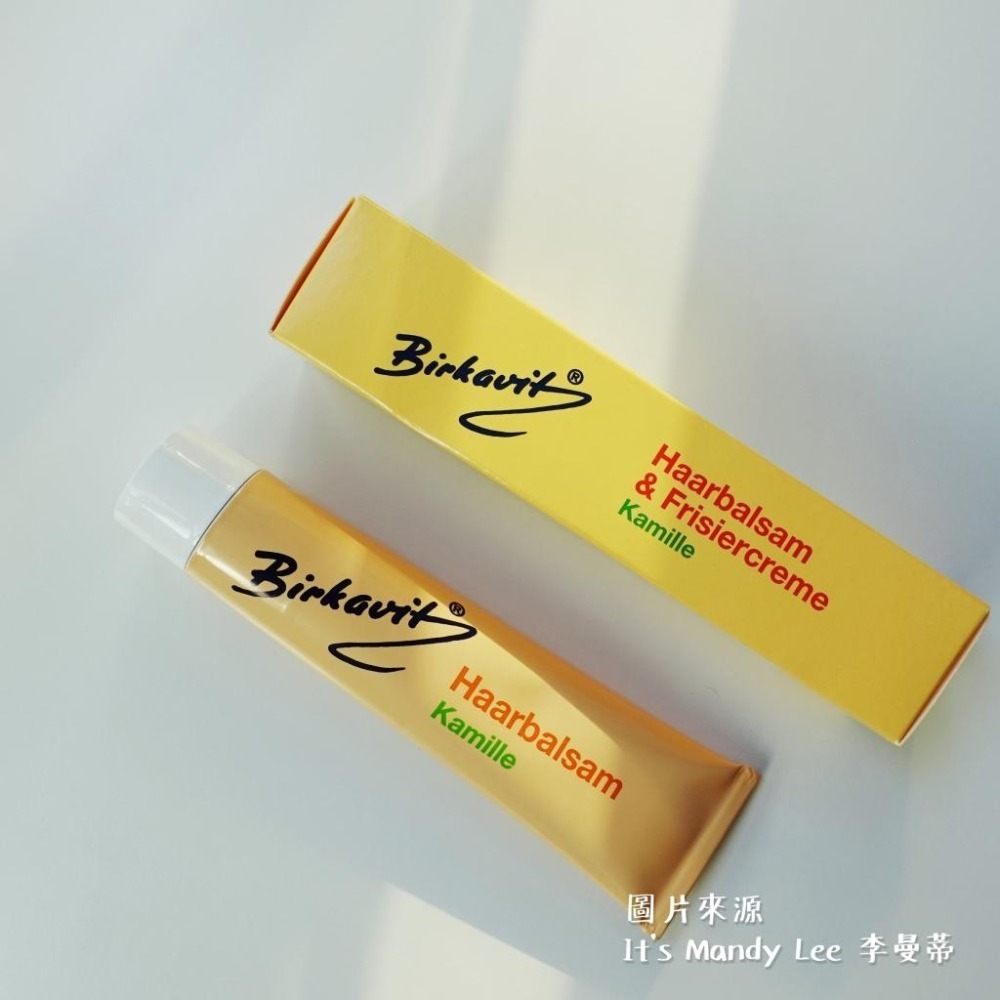 Birkavit®
Haarbalsam
& Frisiercreme
Kamille
Birkavit®
Haarbalsam
Kamille
圖片來源
It's Mandy Lee 李曼蒂